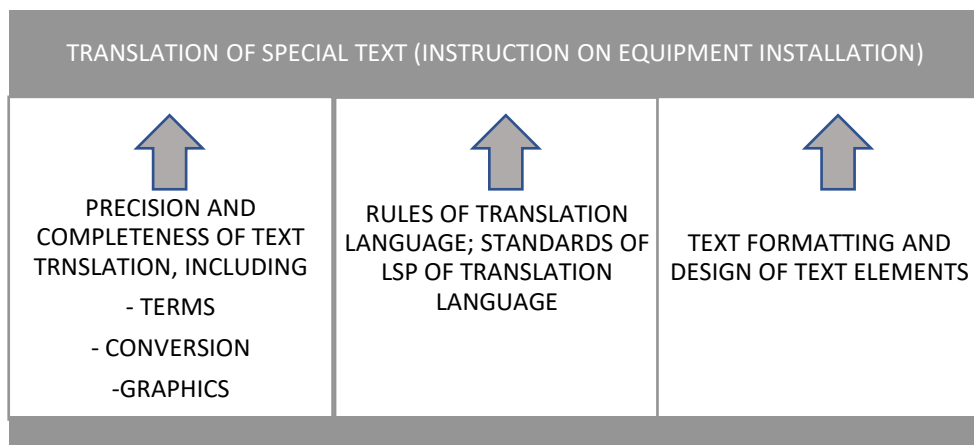 TRANSLATION OF SPECIAL TEXT (INSTRUCTION ON EQUIPMENT INSTALLATION)
PRECISION AND
COMPLETENESS OF TEXT
TRNSLATION, INCLUDING
- TERMS
- CONVERSION
-GRAPHICS
RULES OF TRANSLATION
LANGUAGE; STANDARDS OF
LSP OF TRANSLATION
LANGUAGE
TEXT FORMATTING AND
DESIGN OF TEXT ELEMENTS